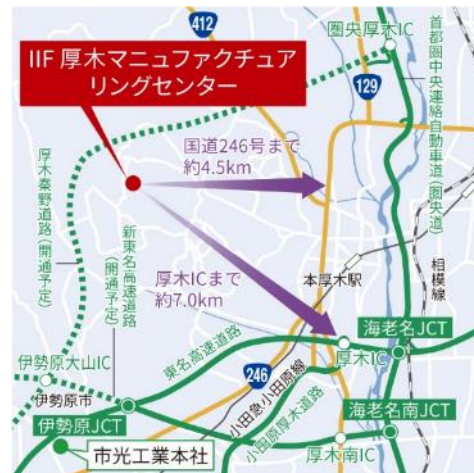 412
圏央厚木IC
IIF 厚木マニュファクチュア
リングセンター
129
首都圏中央連絡自動車道(圏央道)
国道246号まで
約4.5km
厚木秦野道路(開通予定)
新東名高速道路
(開通予定)
厚木ICまで
約7.0km
本厚木駅
相模線
伊勢原大山IC
東名高速道路
厚木IC
海老名JCT
246
伊勢原市
小田急小田原線
小田原厚木道路
伊勢原JCT
海老名南JCT
市光工業本社
厚木南IC